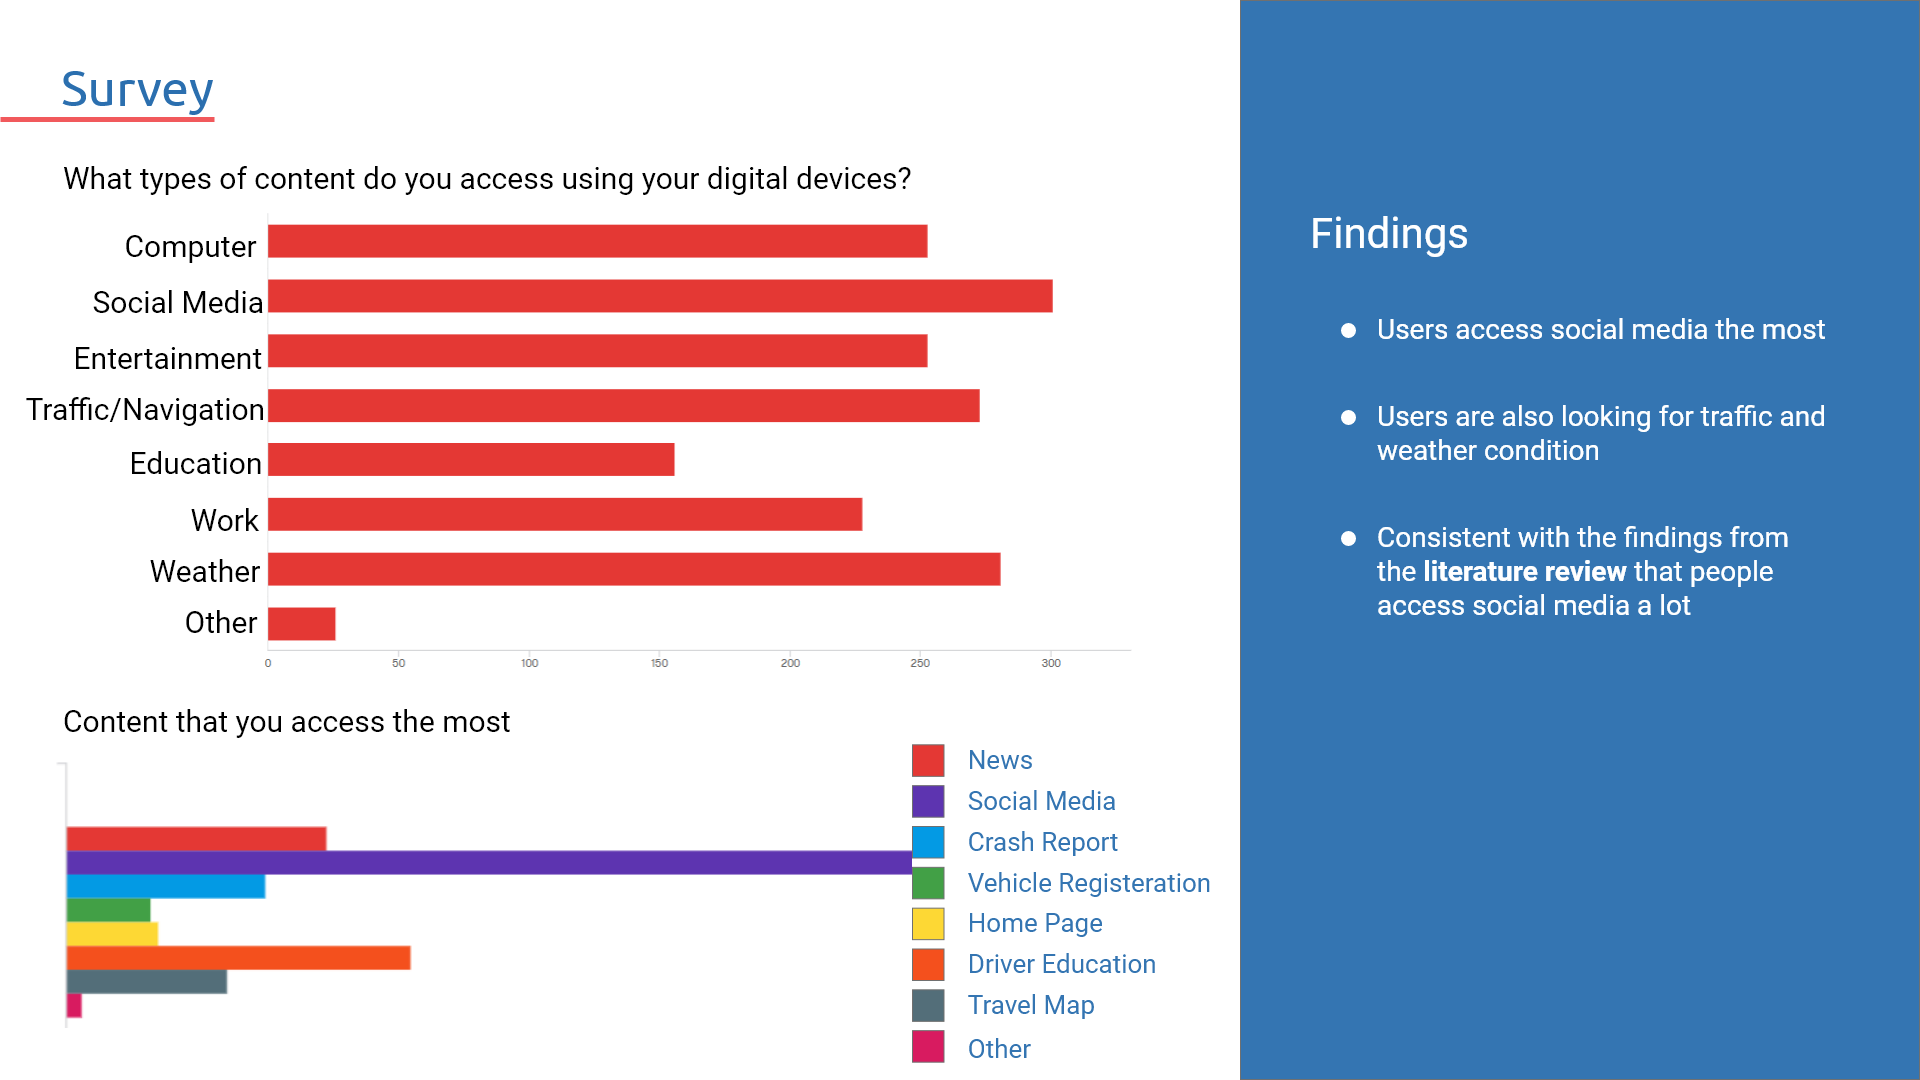 Survey
What types of content do you access using your digital devices?
Computer
Social Media
Entertainment
Traffic/Navigation
Education
Work
Weather
Other
0 50 100 150 200 250 300
Content that you access the most
News
Social Media
Crash Report
Vehicle Registeration
Home Page
Driver Education
Travel Map
Other
Findings
● Users access social media the most
● Users are also looking for traffic and
weather condition
● Consistent with the findings from
the literature review that people
access social media a lot